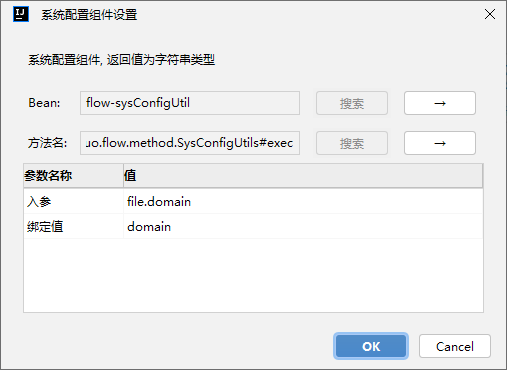 IJ
系统配置组件设置
系统配置组件, 返回值为字符串类型
Bean: flow-sysConfigUtil 搜索 →
方法名: uo.flow.method.SysConfigUtils#exec 搜索 →
参数名称 值
入参 file.domain
绑定值 domain
OK Cancel